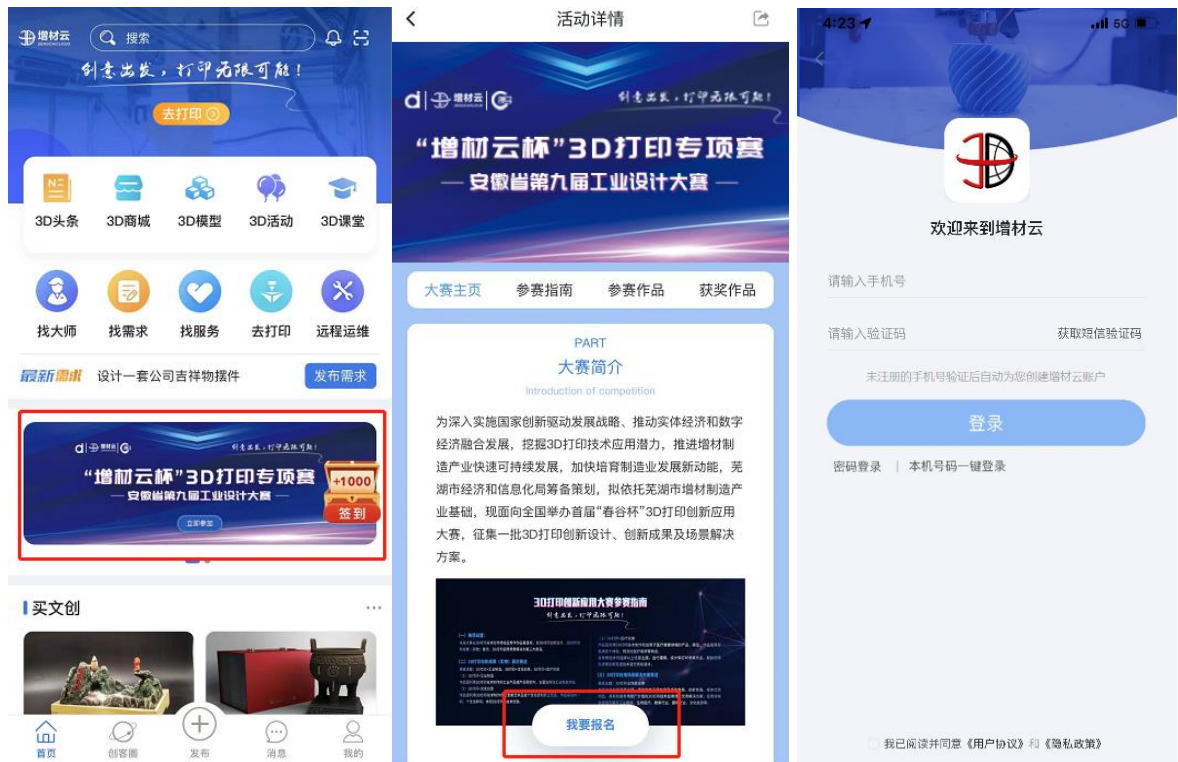 增材云
搜索
创意出发，打印无限可能！
去打印
3D头条
3D商城
3D模型
3D活动
3D课堂
找大师
找需求
找服务
去打印
远程运维
最新需求
设计一套公司吉祥物摆件
发布需求
增材云
创意出发，打印无限可能！
“增材云杯”3D打印专项赛
安徽省第九届工业设计大赛
立即参加
+1000
签到
买文创
首页
创客圈
发布
消息
我的
活动详情
增材云
创意出发，打印无限可能！
“增材云杯”3D打印专项赛
安徽省第九届工业设计大赛
大赛主页
参赛指南
参赛作品
获奖作品
PART
大赛简介
Introduction of competition
为深入实施国家创新驱动发展战略、推动实体经济和数字
经济融合发展，挖掘3D打印技术应用潜力，推进增材制
造产业快速可持续发展，加快培育制造业发展新动能，芜
湖市经济和信息化局筹备策划，拟依托芜湖市增材制造产
业基础，现面向全国举办首届“春谷杯”3D打印创新应用
大赛，征集一批3D打印创新设计、创新成果及场景解决
方案。
3D打印创新应用大赛参赛指南
创意出发，打印无限可能！
我要报名
4:23
5G
欢迎来到增材云
请输入手机号
请输入验证码
获取短信验证码
未注册的手机号验证后自动为您创建增材云账户
登录
密码登录 | 本机号码一键登录
我已阅读并同意《用户协议》和《隐私政策》